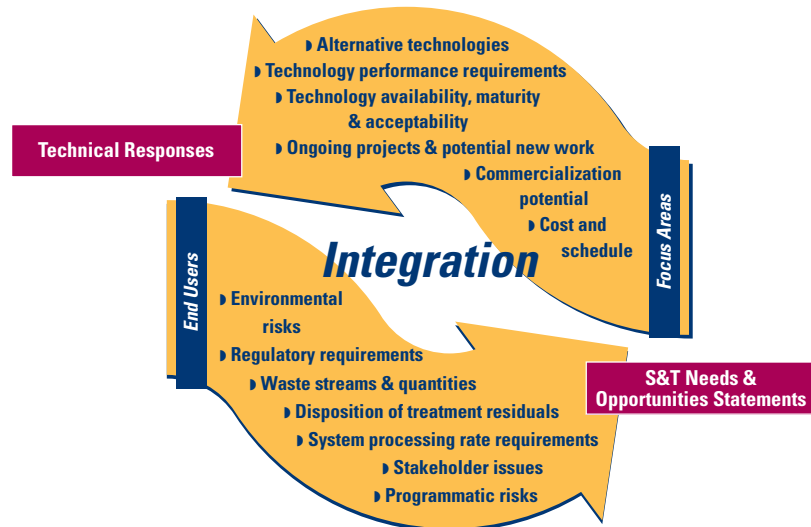 ◗ Alternative technologies
◗ Technology performance requirements
◗ Technology availability, maturity
& acceptability
◗ Ongoing projects & potential new work
◗ Commercialization
potential
◗ Cost and
schedule
Technical Responses
Focus Areas
Integration
End Users
◗ Environmental
risks
◗ Regulatory requirements
◗ Waste streams & quantities
◗ Disposition of treatment residuals
◗ System processing rate requirements
◗ Stakeholder issues
◗ Programmatic risks
S&T Needs &
Opportunities Statements